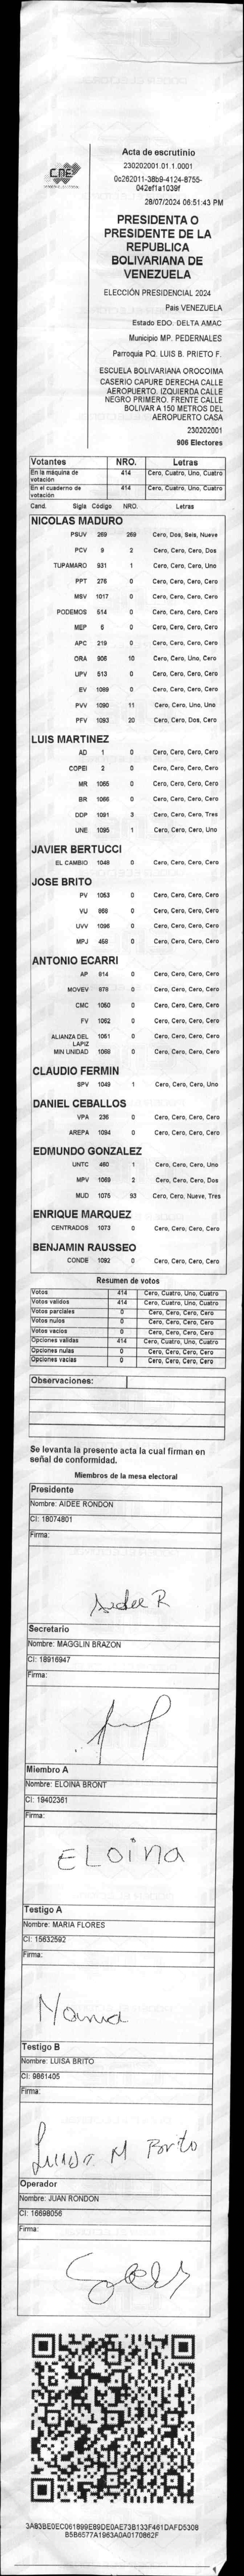 CNE
Acta de escrutinio
230202001.01.1.0001
0c262011-38b9-4124-8755-
042ef1a1039f
28/07/2024 06:51:43 PM
PRESIDENTA O
PRESIDENTE DE LA
REPUBLICA
BOLIVARIANA DE
VENEZUELA
ELECCIÓN PRESIDENCIAL 2024
Pais VENEZUELA
Estado EDO. DELTA AMAC
Municipio MP. PEDERNALES
Parroquia PQ. LUIS B. PRIETO F.
ESCUELA BOLIVARIANA OROCOIMA
CASERIO CAPURE DERECHA CALLE
AEROPUERTO. IZQUIERDA CALLE
NEGRO PRIMERO. FRENTE CALLE
BOLIVAR A 150 METROS DEL
AEROPUERTO CASA
230202001
906 Electores
Votantes NRO. Letras
En la máquina de votación 414 Cero, Cuatro, Uno, Cuatro
En el cuaderno de votación 414 Cero, Cuatro, Uno, Cuatro
Cand. Sigla Código NRO. Letras
NICOLAS MADURO
PSUV 269 269 Cero, Dos, Seis, Nueve
PCV 9 2 Cero, Cero, Cero, Dos
TUPAMARO 931 1 Cero, Cero, Cero, Uno
PPT 276 0 Cero, Cero, Cero, Cero
MSV 1017 0 Cero, Cero, Cero, Cero
PODEMOS 514 0 Cero, Cero, Cero, Cero
MEP 6 0 Cero, Cero, Cero, Cero
APC 219 0 Cero, Cero, Cero, Cero
ORA 906 10 Cero, Cero, Uno, Cero
UPV 513 0 Cero, Cero, Cero, Cero
EV 1089 0 Cero, Cero, Cero, Cero
PVV 1090 11 Cero, Cero, Uno, Uno
PFV 1093 20 Cero, Cero, Dos, Cero
LUIS MARTINEZ
AD 1 0 Cero, Cero, Cero, Cero
COPEI 2 0 Cero, Cero, Cero, Cero
MR 1065 0 Cero, Cero, Cero, Cero
BR 1066 0 Cero, Cero, Cero, Cero
DDP 1091 3 Cero, Cero, Cero, Tres
UNE 1095 1 Cero, Cero, Cero, Uno
JAVIER BERTUCCI
EL CAMBIO 1048 0 Cero, Cero, Cero, Cero
JOSE BRITO
PV 1053 0 Cero, Cero, Cero, Cero
VU 868 0 Cero, Cero, Cero, Cero
UVV 1096 0 Cero, Cero, Cero, Cero
MPJ 458 0 Cero, Cero, Cero, Cero
ANTONIO ECARRI
AP 814 0 Cero, Cero, Cero, Cero
MOVEV 878 0 Cero, Cero, Cero, Cero
CMC 1050 0 Cero, Cero, Cero, Cero
FV 1062 0 Cero, Cero, Cero, Cero
ALIANZA DEL LAPIZ 1051 0 Cero, Cero, Cero, Cero
MIN UNIDAD 1068 0 Cero, Cero, Cero, Cero
CLAUDIO FERMIN
SPV 1049 1 Cero, Cero, Cero, Uno
DANIEL CEBALLOS
VPA 236 0 Cero, Cero, Cero, Cero
AREPA 1094 0 Cero, Cero, Cero, Cero
EDMUNDO GONZALEZ
UNTC 460 1 Cero, Cero, Cero, Uno
MPV 1069 2 Cero, Cero, Cero, Dos
MUD 1075 93 Cero, Cero, Nueve, Tres
ENRIQUE MARQUEZ
CENTRADOS 1073 0 Cero, Cero, Cero, Cero
BENJAMIN RAUSSEO
CONDE 1092 0 Cero, Cero, Cero, Cero
Resumen de votos
Votos 414 Cero, Cuatro, Uno, Cuatro
Votos validos 414 Cero, Cuatro, Uno, Cuatro
Votos parciales 0 Cero, Cero, Cero, Cero
Votos nulos 0 Cero, Cero, Cero, Cero
Votos vacios 0 Cero, Cero, Cero, Cero
Opciones validas 414 Cero, Cuatro, Uno, Cuatro
Opciones nulas 0 Cero, Cero, Cero, Cero
Opciones vacias 0 Cero, Cero, Cero, Cero
Observaciones:
Se levanta la presente acta la cual firman en
señal de conformidad.
Miembros de la mesa electoral
Presidente
Nombre: AIDEE RONDON
CI: 18074801
Firma:
Aidee R
Secretario
Nombre: MAGGLIN BRAZON
CI: 18916947
Firma:
Miembro A
Nombre: ELOINA BRONT
CI: 19402361
Firma:
ELoina
Testigo A
Nombre: MARIA FLORES
CI: 15632592
Firma:
Maria
Testigo B
Nombre: LUISA BRITO
CI: 9861405
Firma:
Luisa M Brito
Operador
Nombre: JUAN RONDON
CI: 16698056
Firma:
3A83BE0EC061899E89DE0AE73B133F461DAFD5308
B5B6577A1963A0A0170862F